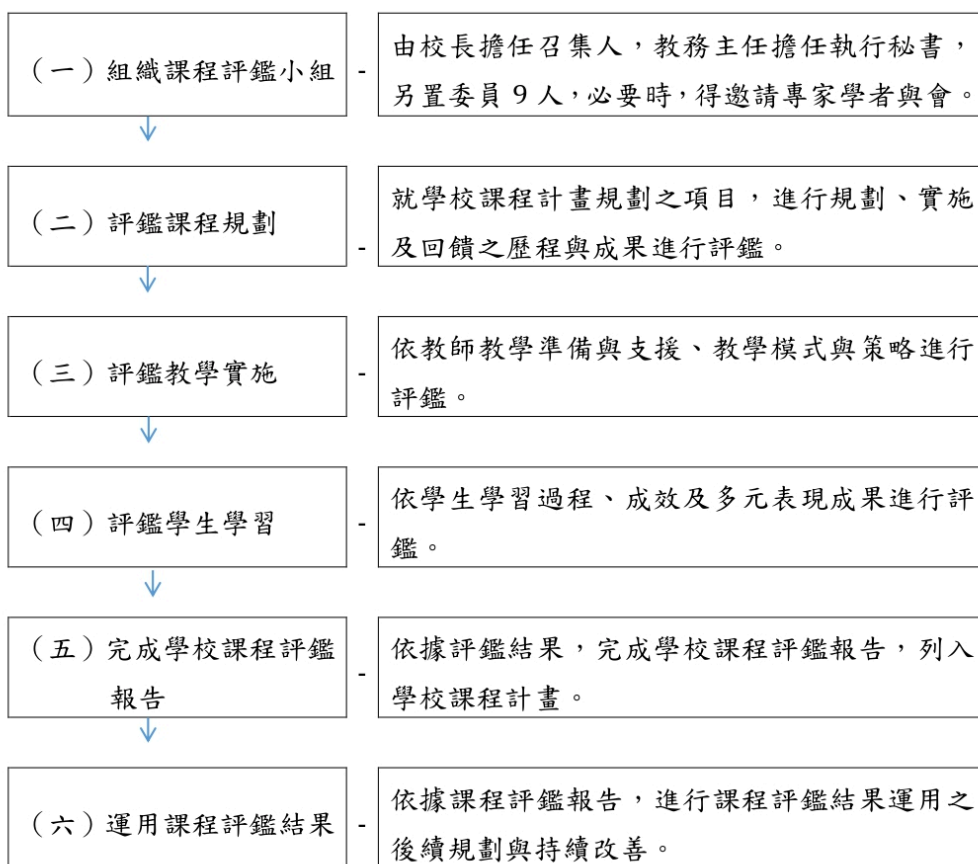 （一）組織課程評鑑小組
-
由校長擔任召集人，教務主任擔任執行秘書，
另置委員 9 人，必要時，得邀請專家學者與會。
（二）評鑑課程規劃
-
就學校課程計畫規劃之項目，進行規劃、實施
及回饋之歷程與成果進行評鑑。
（三）評鑑教學實施
-
依教師教學準備與支援、教學模式與策略進行
評鑑。
（四）評鑑學生學習
-
依學生學習過程、成效及多元表現成果進行評
鑑。
（五）完成學校課程評鑑
報告
-
依據評鑑結果，完成學校課程評鑑報告，列入
學校課程計畫。
（六）運用課程評鑑結果
-
依據課程評鑑報告，進行課程評鑑結果運用之
後續規劃與持續改善。